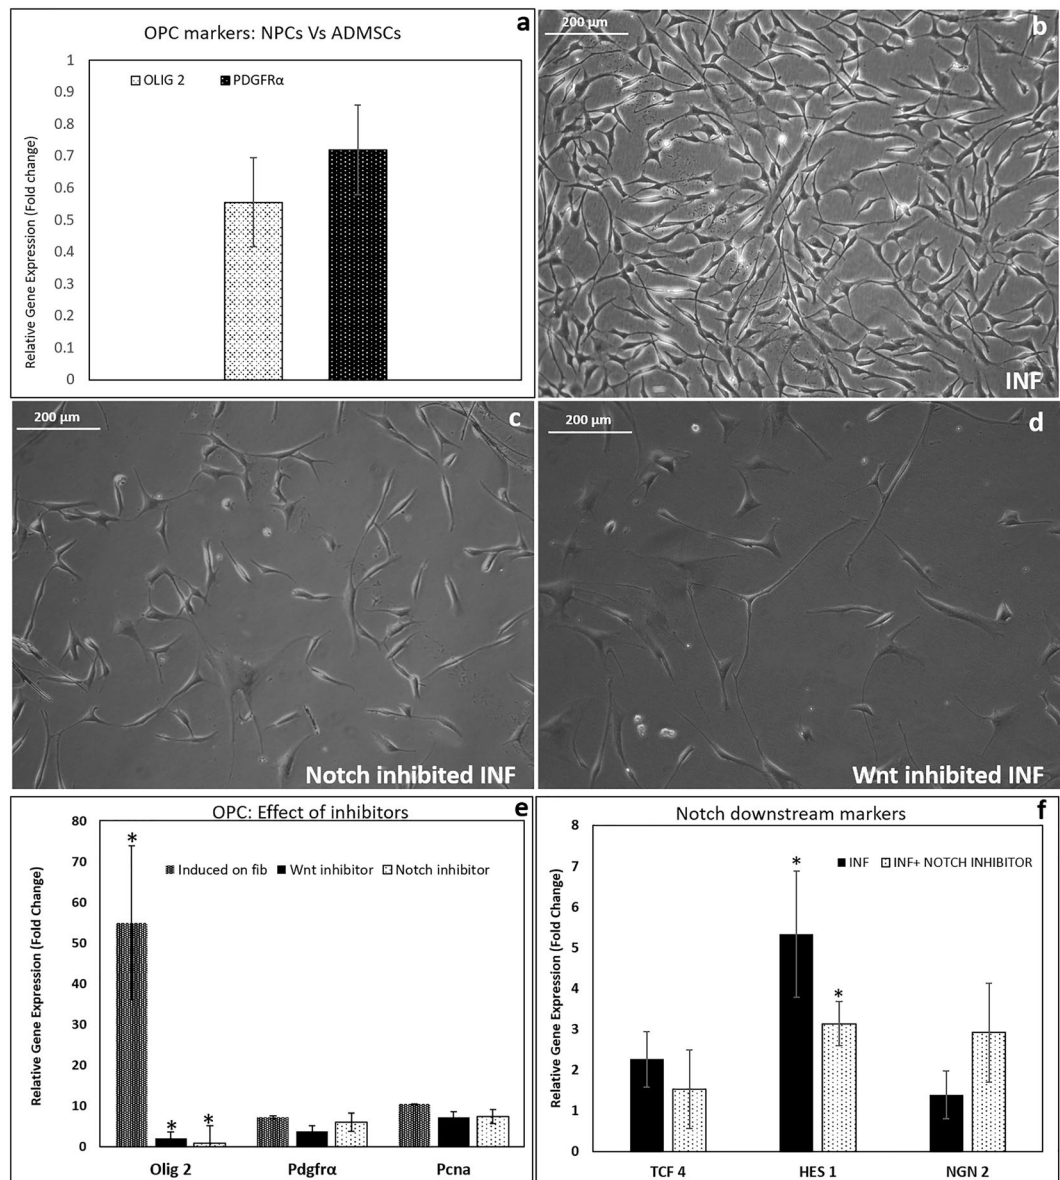 a
OPC markers: NPCs Vs ADMSCs
Relative Gene Expression (Fold change)
1
0.9
0.8
0.7
0.6
0.5
0.4
0.3
0.2
0.1
0
OLIG 2
PDGFRα
200 µm
b
INF
200 µm
c
Notch inhibited INF
200 µm
d
Wnt inhibited INF
e
OPC: Effect of inhibitors
Relative Gene Expression (Fold Change)
80
70
60
50
40
30
20
10
0
Induced on fib
Wnt inhibitor
Notch inhibitor
*
*
*
Olig 2
Pdgfrα
Pcna
f
Notch downstream markers
Relative Gene Expression (Fold Change)
8
7
6
5
4
3
2
1
0
INF
INF+ NOTCH INHIBITOR
*
*
TCF 4
HES 1
NGN 2